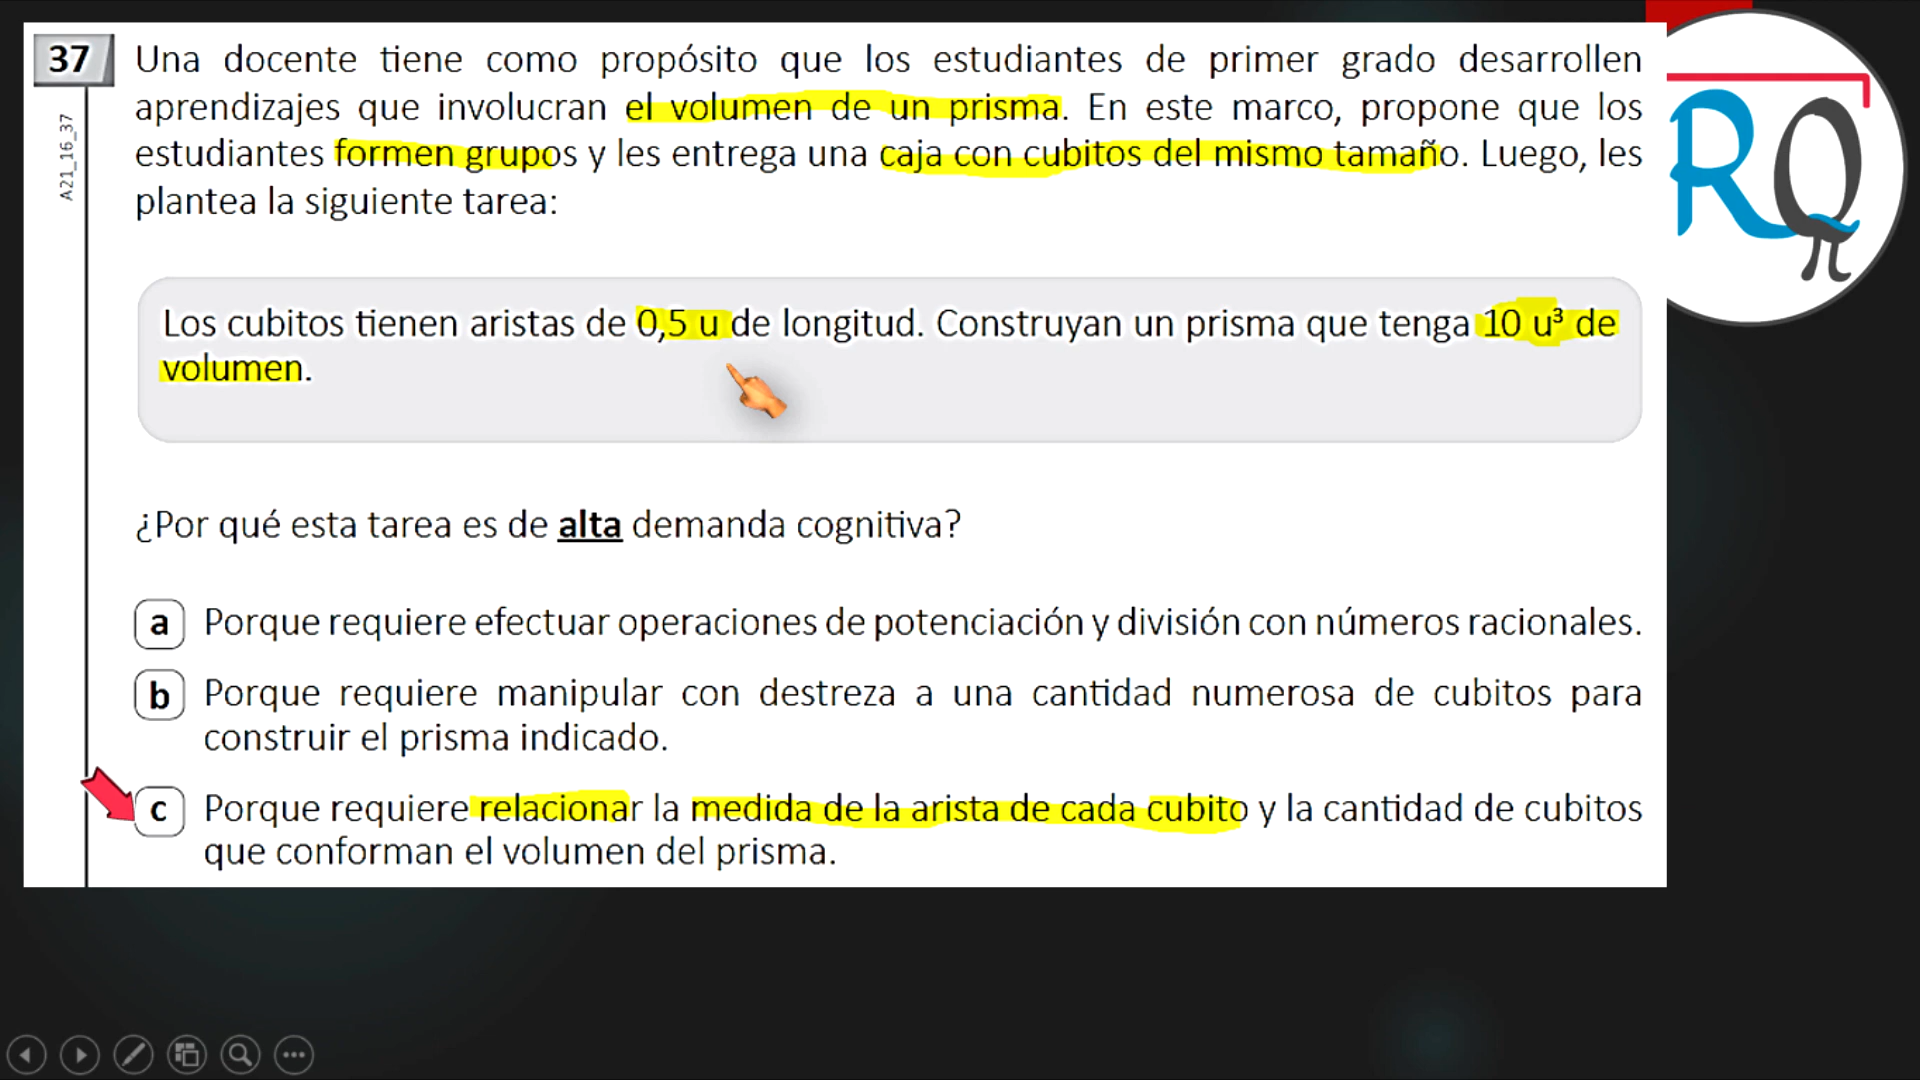 37
Una docente tiene como propósito que los estudiantes de primer grado desarrollen
aprendizajes que involucran el volumen de un prisma. En este marco, propone que los
estudiantes formen grupos y les entrega una caja con cubitos del mismo tamaño. Luego, les
plantea la siguiente tarea:
A21_16_37
RQ
π
Los cubitos tienen aristas de 0,5 u de longitud. Construyan un prisma que tenga 10 u³ de
volumen.
¿Por qué esta tarea es de alta demanda cognitiva?
a Porque requiere efectuar operaciones de potenciación y división con números racionales.
b Porque requiere manipular con destreza a una cantidad numerosa de cubitos para
construir el prisma indicado.
c Porque requiere relacionar la medida de la arista de cada cubito y la cantidad de cubitos
que conforman el volumen del prisma.